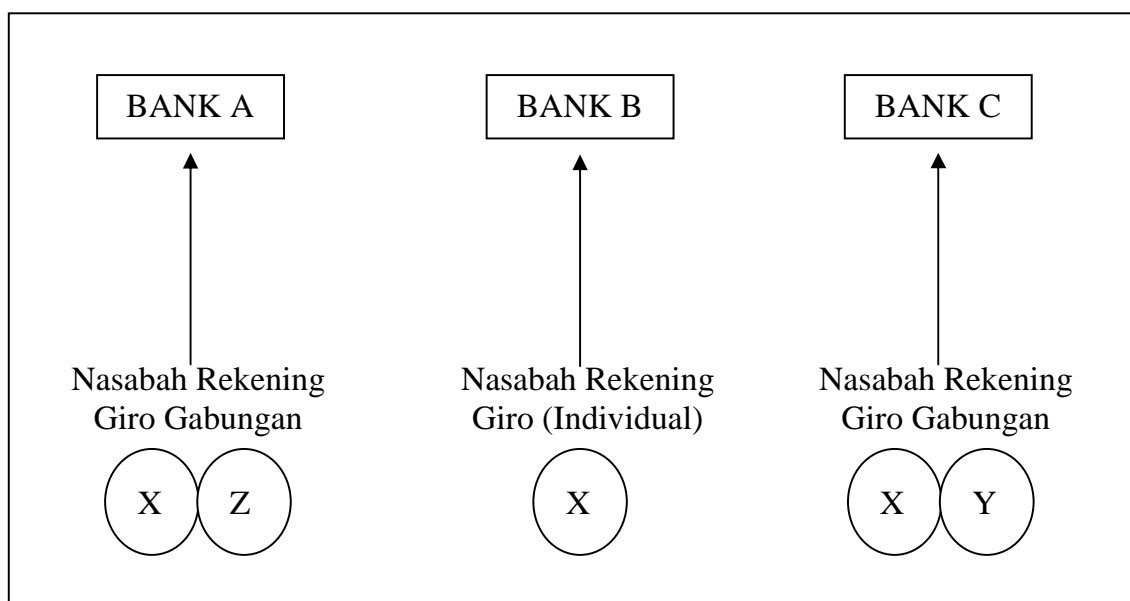 BANK A
BANK B
BANK C
Nasabah Rekening
Giro Gabungan
Nasabah Rekening
Giro (Individual)
Nasabah Rekening
Giro Gabungan
X
Z
X
X
Y